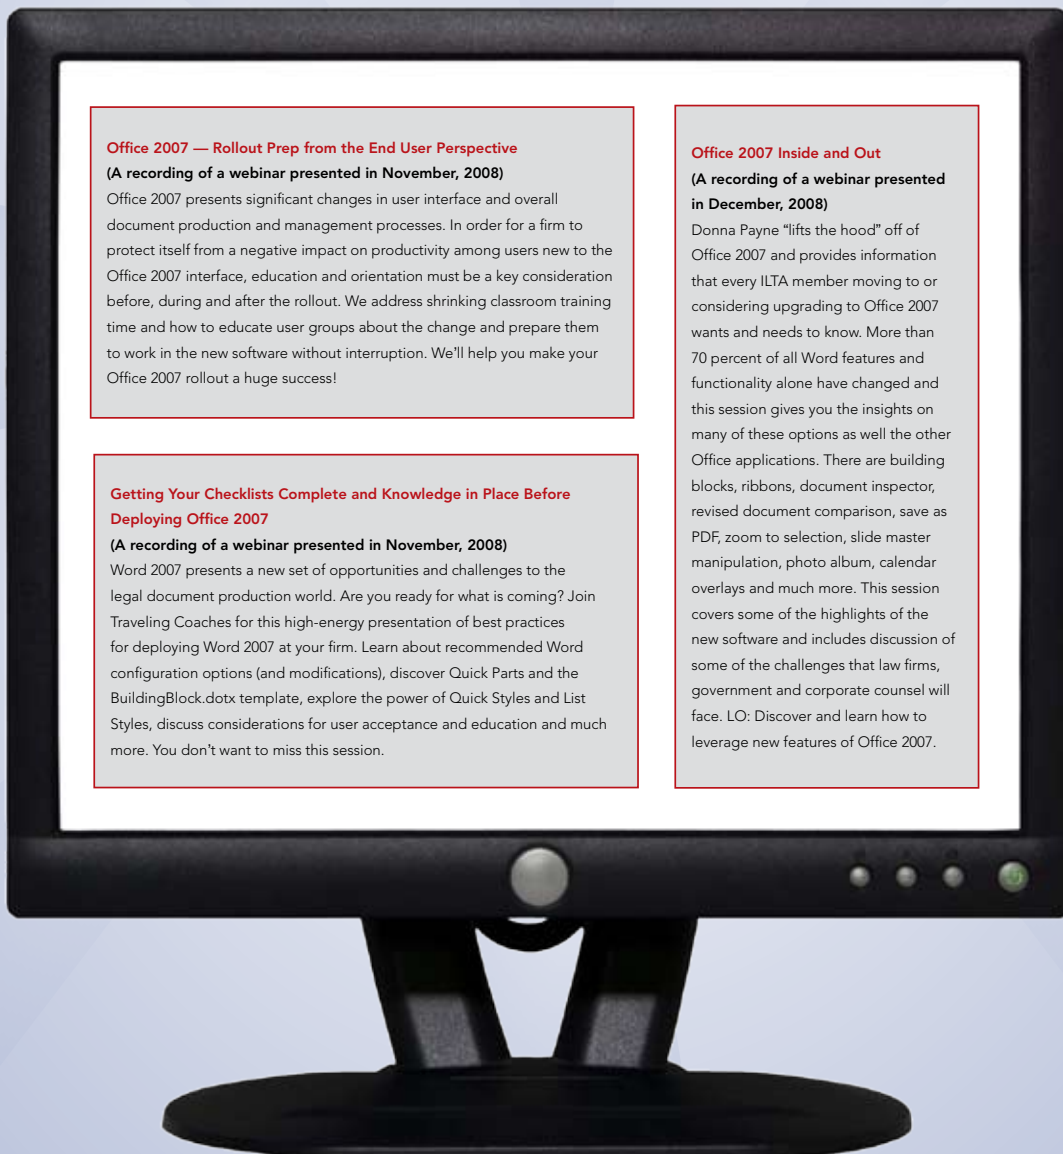 Office 2007 — Rollout Prep from the End User Perspective
(A recording of a webinar presented in November, 2008)
Office 2007 presents significant changes in user interface and overall
document production and management processes. In order for a firm to
protect itself from a negative impact on productivity among users new to the
Office 2007 interface, education and orientation must be a key consideration
before, during and after the rollout. We address shrinking classroom training
time and how to educate user groups about the change and prepare them
to work in the new software without interruption. We'll help you make your
Office 2007 rollout a huge success!
Getting Your Checklists Complete and Knowledge in Place Before
Deploying Office 2007
(A recording of a webinar presented in November, 2008)
Word 2007 presents a new set of opportunities and challenges to the
legal document production world. Are you ready for what is coming? Join
Traveling Coaches for this high-energy presentation of best practices
for deploying Word 2007 at your firm. Learn about recommended Word
configuration options (and modifications), discover Quick Parts and the
BuildingBlock.dotx template, explore the power of Quick Styles and List
Styles, discuss considerations for user acceptance and education and much
more. You don't want to miss this session.
Office 2007 Inside and Out
(A recording of a webinar presented
in December, 2008)
Donna Payne “lifts the hood” off of
Office 2007 and provides information
that every ILTA member moving to or
considering upgrading to Office 2007
wants and needs to know. More than
70 percent of all Word features and
functionality alone have changed and
this session gives you the insights on
many of these options as well the other
Office applications. There are building
blocks, ribbons, document inspector,
revised document comparison, save as
PDF, zoom to selection, slide master
manipulation, photo album, calendar
overlays and much more. This session
covers some of the highlights of the
new software and includes discussion of
some of the challenges that law firms,
government and corporate counsel will
face. LO: Discover and learn how to
leverage new features of Office 2007.